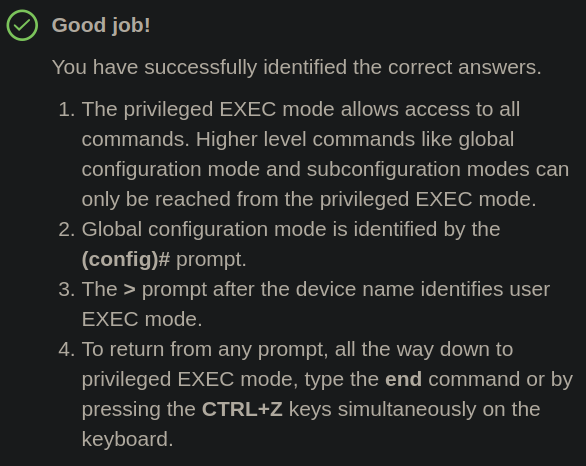 Good job!
You have successfully identified the correct answers.
1. The privileged EXEC mode allows access to all
commands. Higher level commands like global
configuration mode and subconfiguration modes can
only be reached from the privileged EXEC mode.
2. Global configuration mode is identified by the
(config)# prompt.
3. The > prompt after the device name identifies user
EXEC mode.
4. To return from any prompt, all the way down to
privileged EXEC mode, type the end command or by
pressing the CTRL+Z keys simultaneously on the
keyboard.